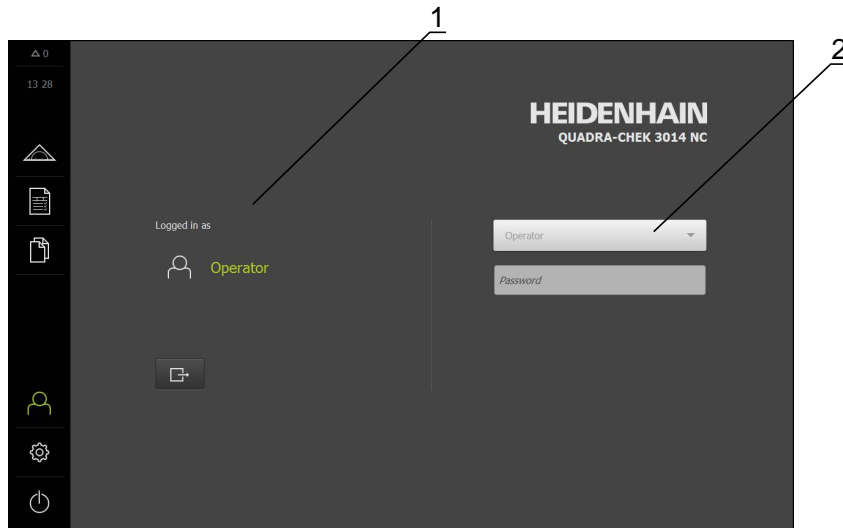 1
2
0
13 28
HEIDENHAIN
QUADRA-CHEK 3014 NC
Logged in as
Operator
Operator
Password